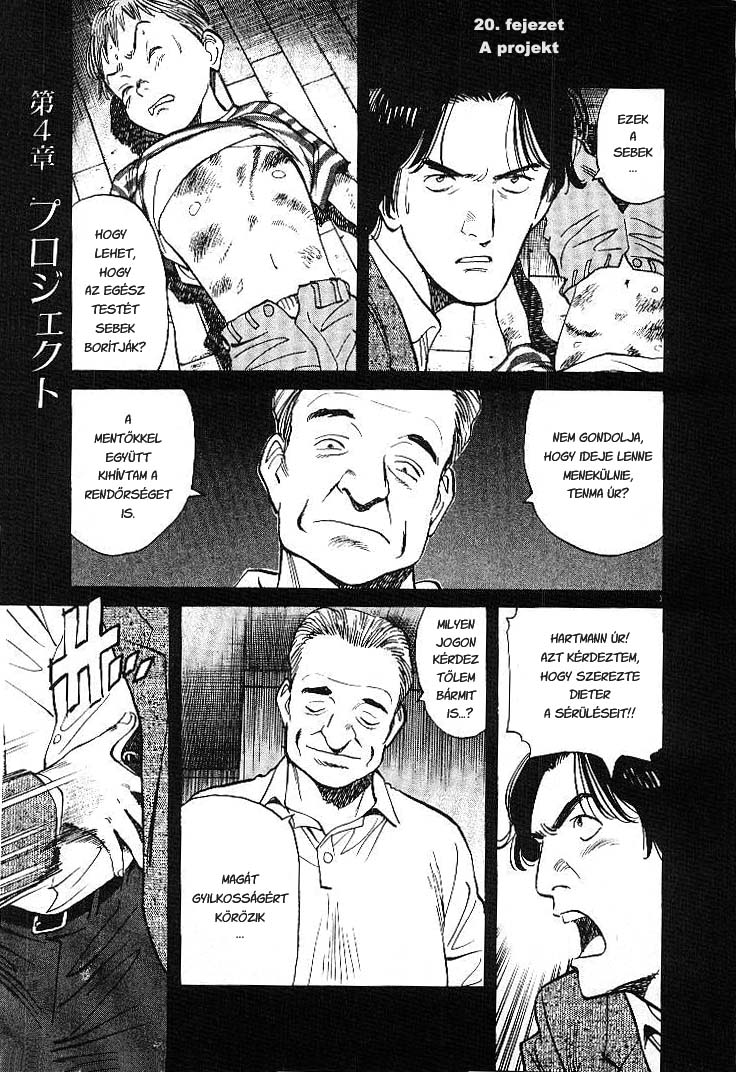 20. fejezet
A projekt
第4章 プロジェクト
EZEK
A
SEBEK
...
HOGY
LEHET,
HOGY
AZ EGÉSZ
TESTÉT
SEBEK
BORÍTJÁK?
NEM GONDOLJA,
HOGY IDEJE LENNE
MENEKÜLNIE,
TENMA ÚR?
A
MENTŐKKEL
EGYÜTT
KIHÍVTAM A
RENDŐRSÉGET
IS.
HARTMANN ÚR!
AZT KÉRDEZTEM,
HOGY SZEREZTE
DIETER
A SÉRÜLÉSEIT!!
MILYEN
JOGON
KÉRDEZ
TŐLEM
BÁRMIT
IS...?
MAGÁT
GYILKOSSÁGÉRT
KÖRÖZIK
...